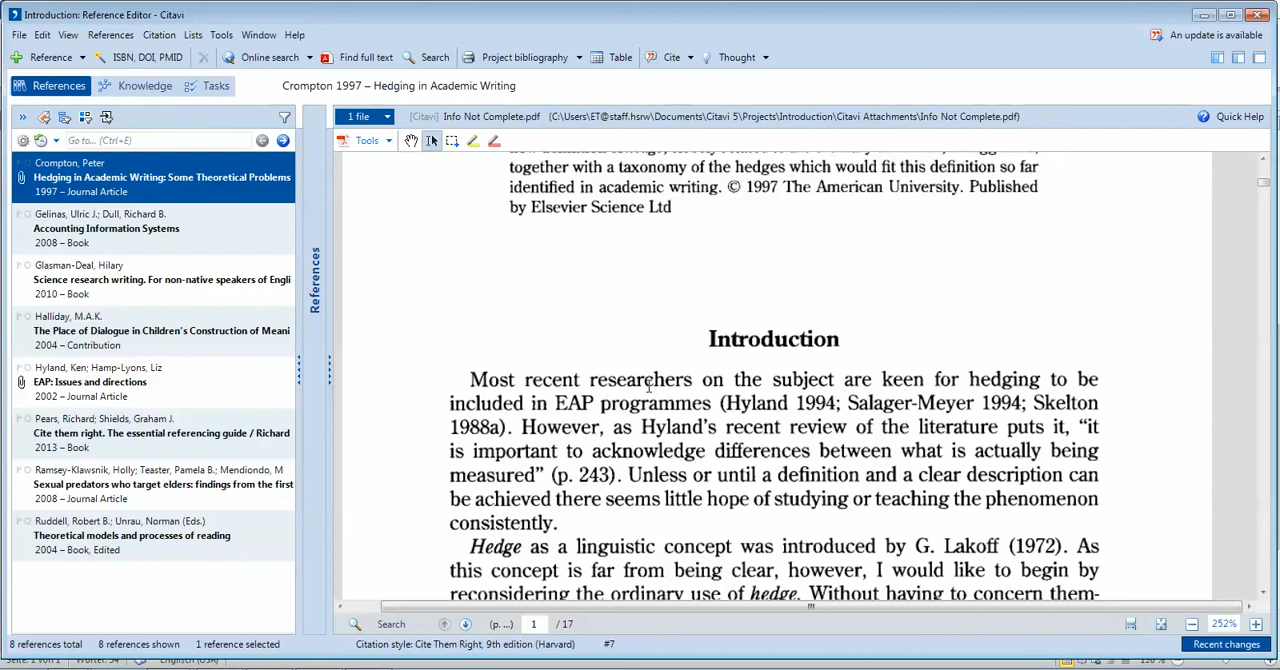 Introduction: Reference Editor - Citavi
File Edit View References Citation Lists Tools Window Help
An update is available
Reference ISBN, DOI, PMID Online search Find full text Search Project bibliography Table Cite Thought
References Knowledge Tasks Crompton 1997 – Hedging in Academic Writing
1 file [Citavi] Info Not Complete.pdf (C:\Users\ET@staff.hsrw\Documents\Citavi 5\Projects\Introduction\Citavi Attachments\Info Not Complete.pdf) Quick Help
Go to... (Ctrl+E)
Tools
Crompton, Peter
Hedging in Academic Writing: Some Theoretical Problems
1997 – Journal Article
Gelinas, Ulric J.; Dull, Richard B.
Accounting Information Systems
2008 – Book
Glasman-Deal, Hilary
Science research writing. For non-native speakers of Engli
2010 – Book
Halliday, M.A.K.
The Place of Dialogue in Children's Construction of Meani
2004 – Contribution
Hyland, Ken; Hamp-Lyons, Liz
EAP: Issues and directions
2002 – Journal Article
Pears, Richard; Shields, Graham J.
Cite them right. The essential referencing guide / Richard
2013 – Book
Ramsey-Klawsnik, Holly; Teaster, Pamela B.; Mendiondo, M
Sexual predators who target elders: findings from the first
2008 – Journal Article
Ruddell, Robert B.; Unrau, Norman (Eds.)
Theoretical models and processes of reading
2004 – Book, Edited
References
together with a taxonomy of the hedges which would fit this definition so far
identified in academic writing. © 1997 The American University. Published
by Elsevier Science Ltd
Introduction
Most recent researchers on the subject are keen for hedging to be
included in EAP programmes (Hyland 1994; Salager-Meyer 1994; Skelton
1988a). However, as Hyland's recent review of the literature puts it, "it
is important to acknowledge differences between what is actually being
measured" (p. 243). Unless or until a definition and a clear description can
be achieved there seems little hope of studying or teaching the phenomenon
consistently.
Hedge as a linguistic concept was introduced by G. Lakoff (1972). As
this concept is far from being clear, however, I would like to begin by
reconsidering the ordinary use of hedge. Without having to concern them-
Search (p. ...) 1 / 17 252%
8 references total 8 references shown 1 reference selected Citation style: Cite Them Right, 9th edition (Harvard) #7 Recent changes